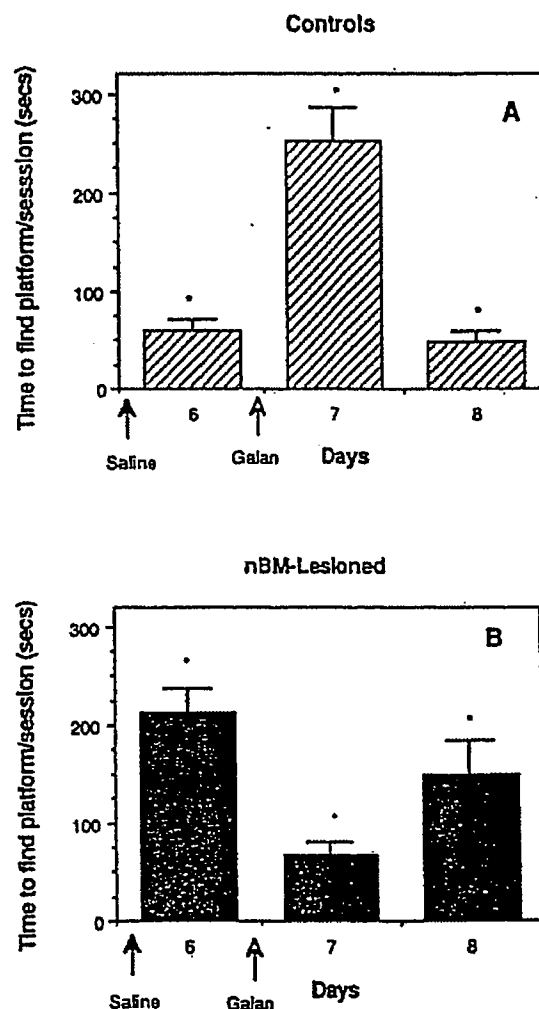 Controls
Time to find platform/sesssion (secs)
300
200
100
0
A
6
7
8
Saline
Galan
Days
nBM-Lesioned
Time to find platform/session (secs)
300
200
100
0
B
6
7
8
Saline
Galan
Days